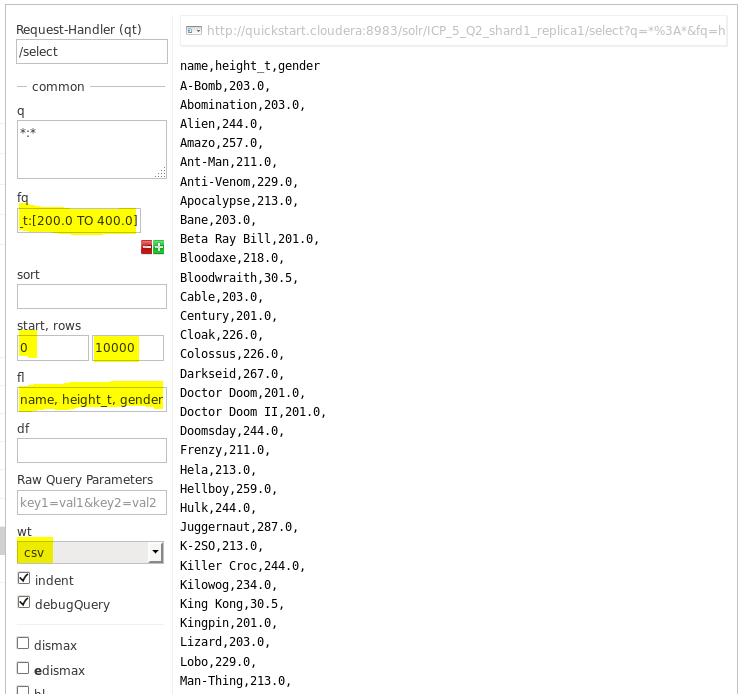 Request-Handler (qt)
/select
common
q
*:*
fq
_t:[200.0 TO 400.0]
sort
start, rows
0
10000
fl
name, height_t, gender
df
Raw Query Parameters
key1=val1&key2=val2
wt
csv
indent
debugQuery
dismax
edismax
hl
http://quickstart.cloudera:8983/solr/ICP_5_Q2_shard1_replica1/select?q=*%3A*&fq=h
name,height_t,gender
A-Bomb,203.0,
Abomination,203.0,
Alien,244.0,
Amazo,257.0,
Ant-Man,211.0,
Anti-Venom,229.0,
Apocalypse,213.0,
Bane,203.0,
Beta Ray Bill,201.0,
Bloodaxe,218.0,
Bloodwraith,30.5,
Cable,203.0,
Century,201.0,
Cloak,226.0,
Colossus,226.0,
Darkseid,267.0,
Doctor Doom,201.0,
Doctor Doom II,201.0,
Doomsday,244.0,
Frenzy,211.0,
Hela,213.0,
Hellboy,259.0,
Hulk,244.0,
Juggernaut,287.0,
K-2SO,213.0,
Killer Croc,244.0,
Kilowog,234.0,
King Kong,30.5,
Kingpin,201.0,
Lizard,203.0,
Lobo,229.0,
Man-Thing,213.0,